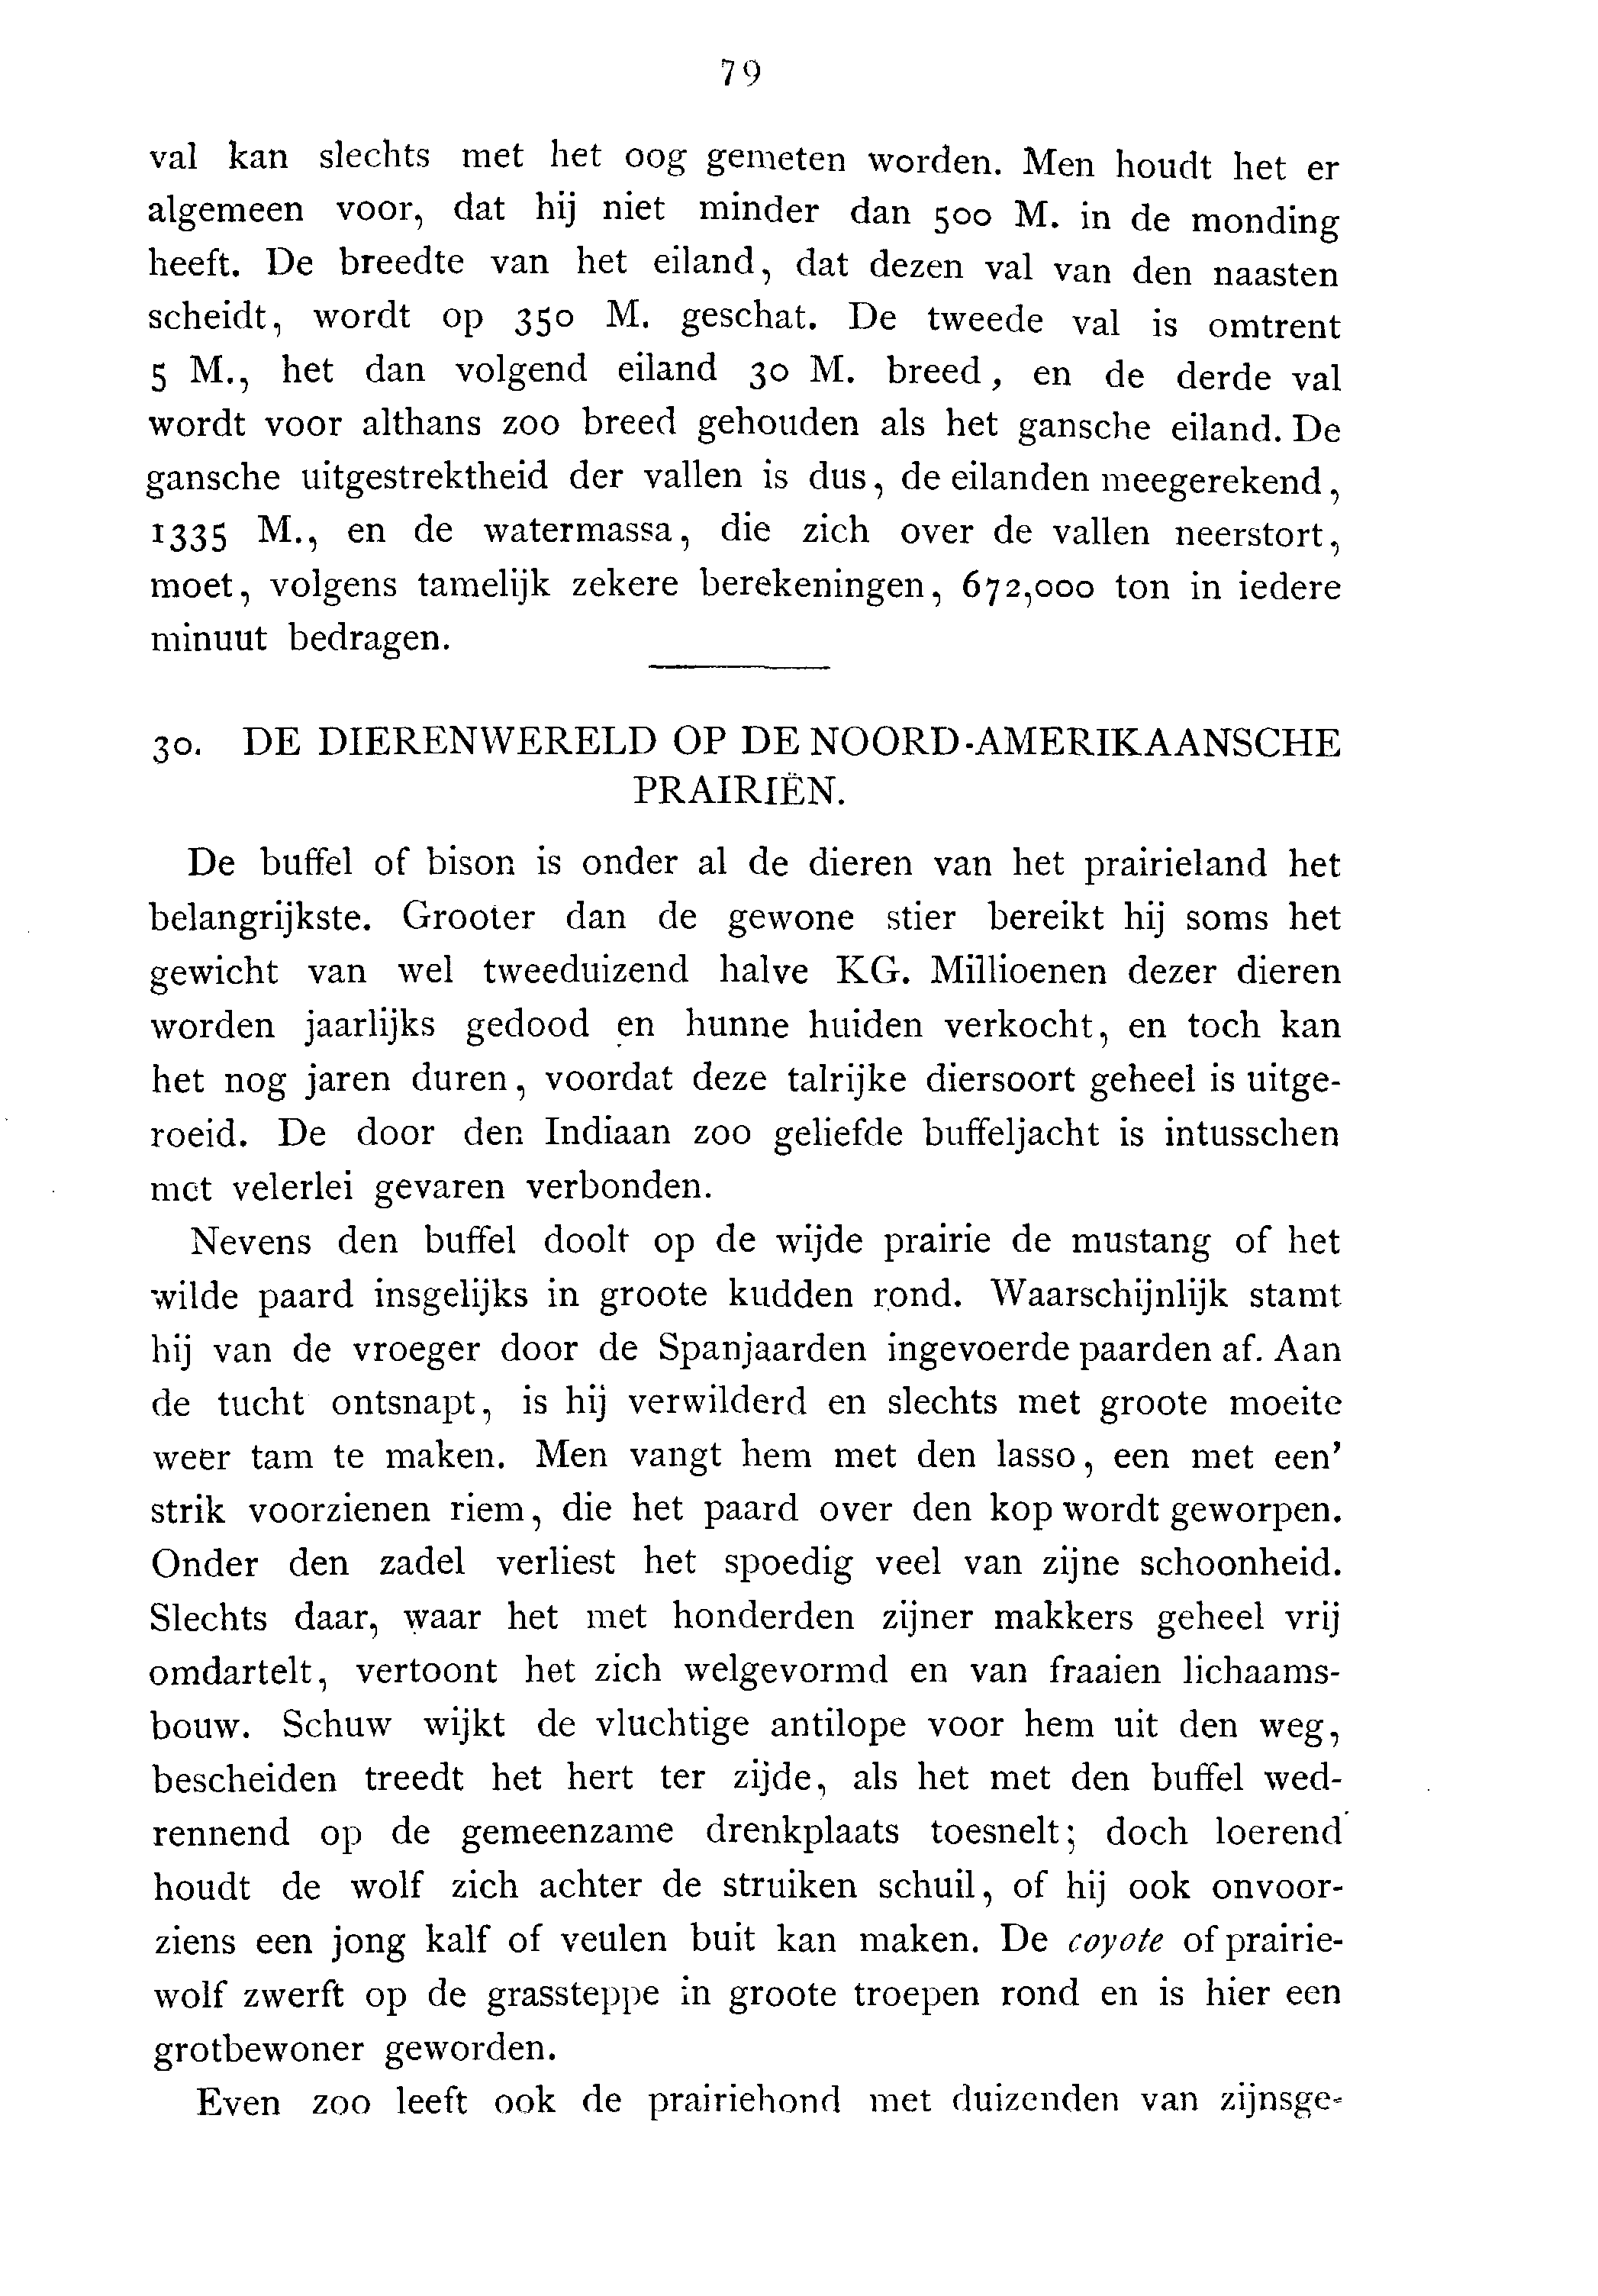 79
val kan slechts met het oog gemeten worden. Men houdt het er
algemeen voor, dat hij niet minder dan 500 M. in de monding
heeft. De breedte van het eiland, dat dezen val van den naasten
scheidt, wordt op 350 M. geschat. De tweede val is omtrent
5 M., het dan volgend eiland 30 M. breed, en de derde val
wordt voor althans zoo breed gehouden als het gansche eiland. De
gansche uitgestrektheid der vallen is dus, de eilanden meegerekend,
1335 M., en de watermassa, die zich over de vallen neerstort,
moet, volgens tamelijk zekere berekeningen, 672,000 ton in iedere
minuut bedragen.
30. DE DIERENWERELD OP DE NOORD-AMERIKAANSCHE
PRAIRIËN.
De buffel of bison is onder al de dieren van het prairieland het
belangrijkste. Grooter dan de gewone stier bereikt hij soms het
gewicht van wel tweeduizend halve KG. Millioenen dezer dieren
worden jaarlijks gedood en hunne huiden verkocht, en toch kan
het nog jaren duren, voordat deze talrijke diersoort geheel is uitge-
roeid. De door den Indiaan zoo geliefde buffeljacht is intusschen
met velerlei gevaren verbonden.
Nevens den buffel doolt op de wijde prairie de mustang of het
wilde paard insgelijks in groote kudden rond. Waarschijnlijk stamt
hij van de vroeger door de Spanjaarden ingevoerde paarden af. Aan
de tucht ontsnapt, is hij verwilderd en slechts met groote moeite
weer tam te maken. Men vangt hem met den lasso, een met een'
strik voorzienen riem, die het paard over den kop wordt geworpen.
Onder den zadel verliest het spoedig veel van zijne schoonheid.
Slechts daar, waar het met honderden zijner makkers geheel vrij
omdartelt, vertoont het zich welgevormd en van fraaien lichaams-
bouw. Schuw wijkt de vluchtige antilope voor hem uit den weg,
bescheiden treedt het hert ter zijde, als het met den buffel wed-
rennend op de gemeenzame drenkplaats toesnelt; doch loerend
houdt de wolf zich achter de struiken schuil, of hij ook onvoor-
ziens een jong kalf of veulen buit kan maken. De coyote of prairie-
wolf zwerft op de grassteppe in groote troepen rond en is hier een
grotbewoner geworden.
Even zoo leeft ook de prairiehond met duizenden van zijnsge-